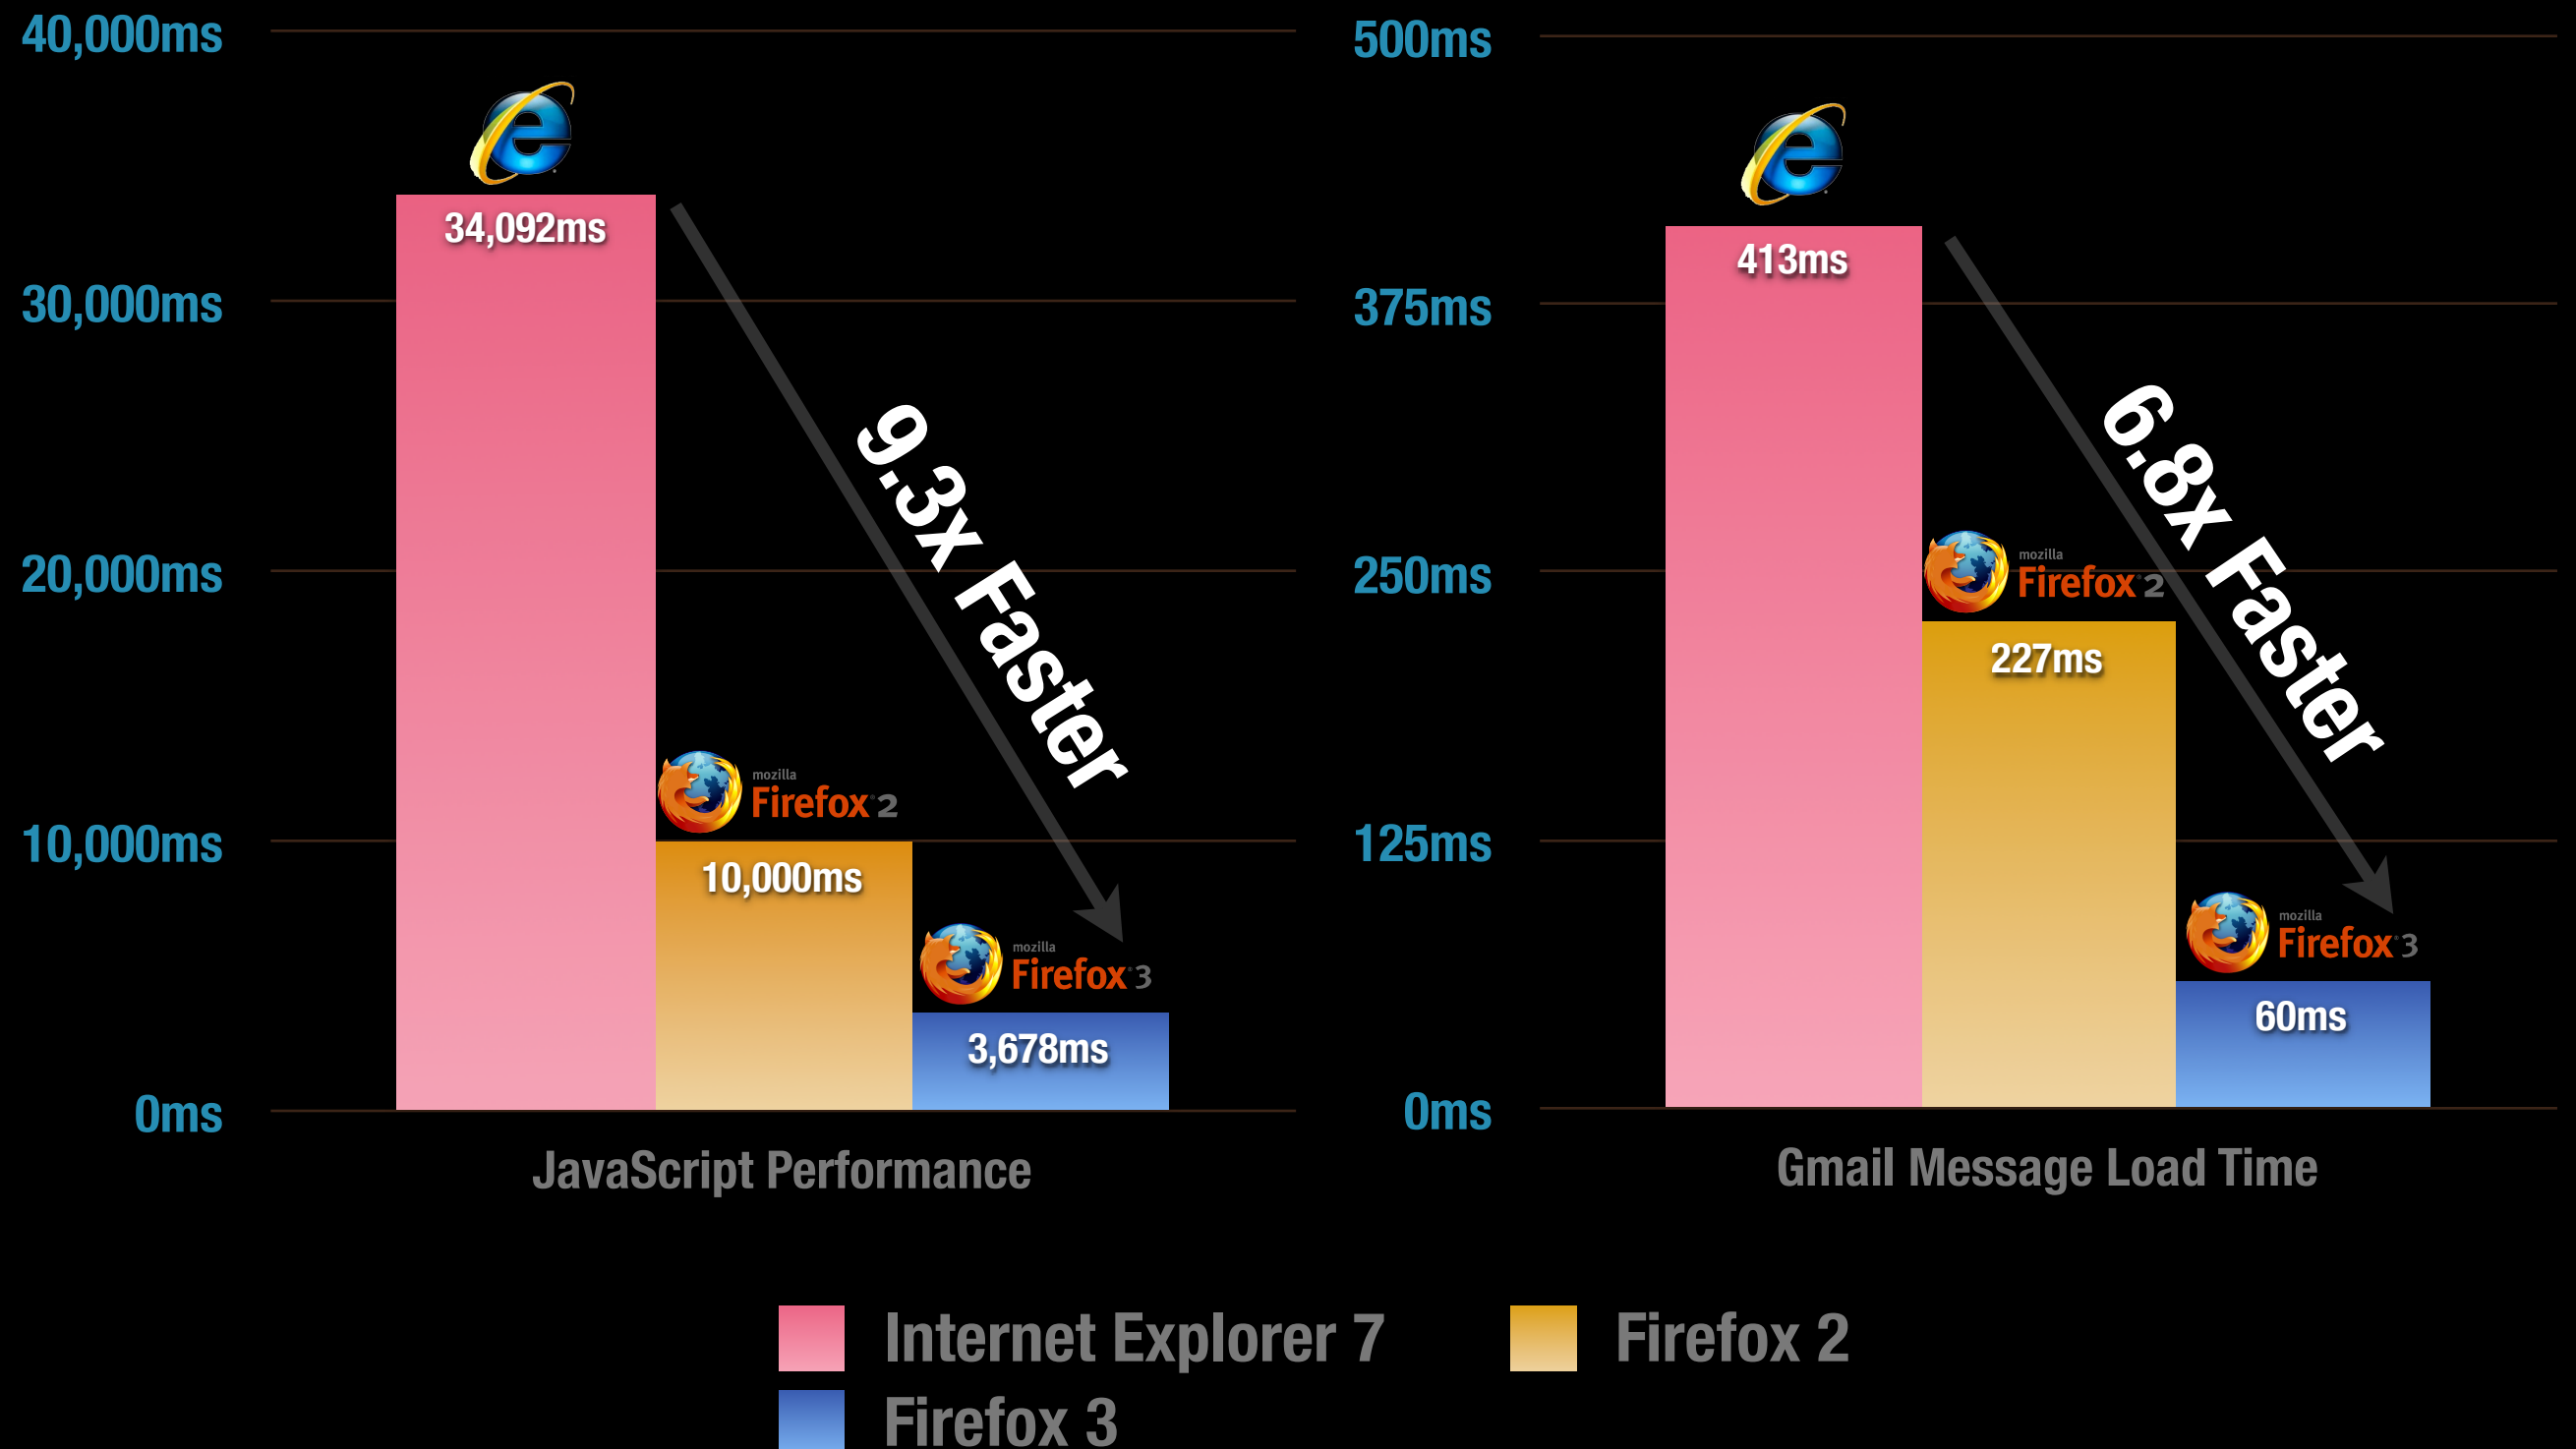 40,000ms
30,000ms
20,000ms
10,000ms
0ms
34,092ms
9.3x Faster
mozilla
Firefox 2
10,000ms
mozilla
Firefox 3
3,678ms
JavaScript Performance
500ms
375ms
250ms
125ms
0ms
413ms
6.8x Faster
mozilla
Firefox 2
227ms
mozilla
Firefox 3
60ms
Gmail Message Load Time
Internet Explorer 7
Firefox 2
Firefox 3